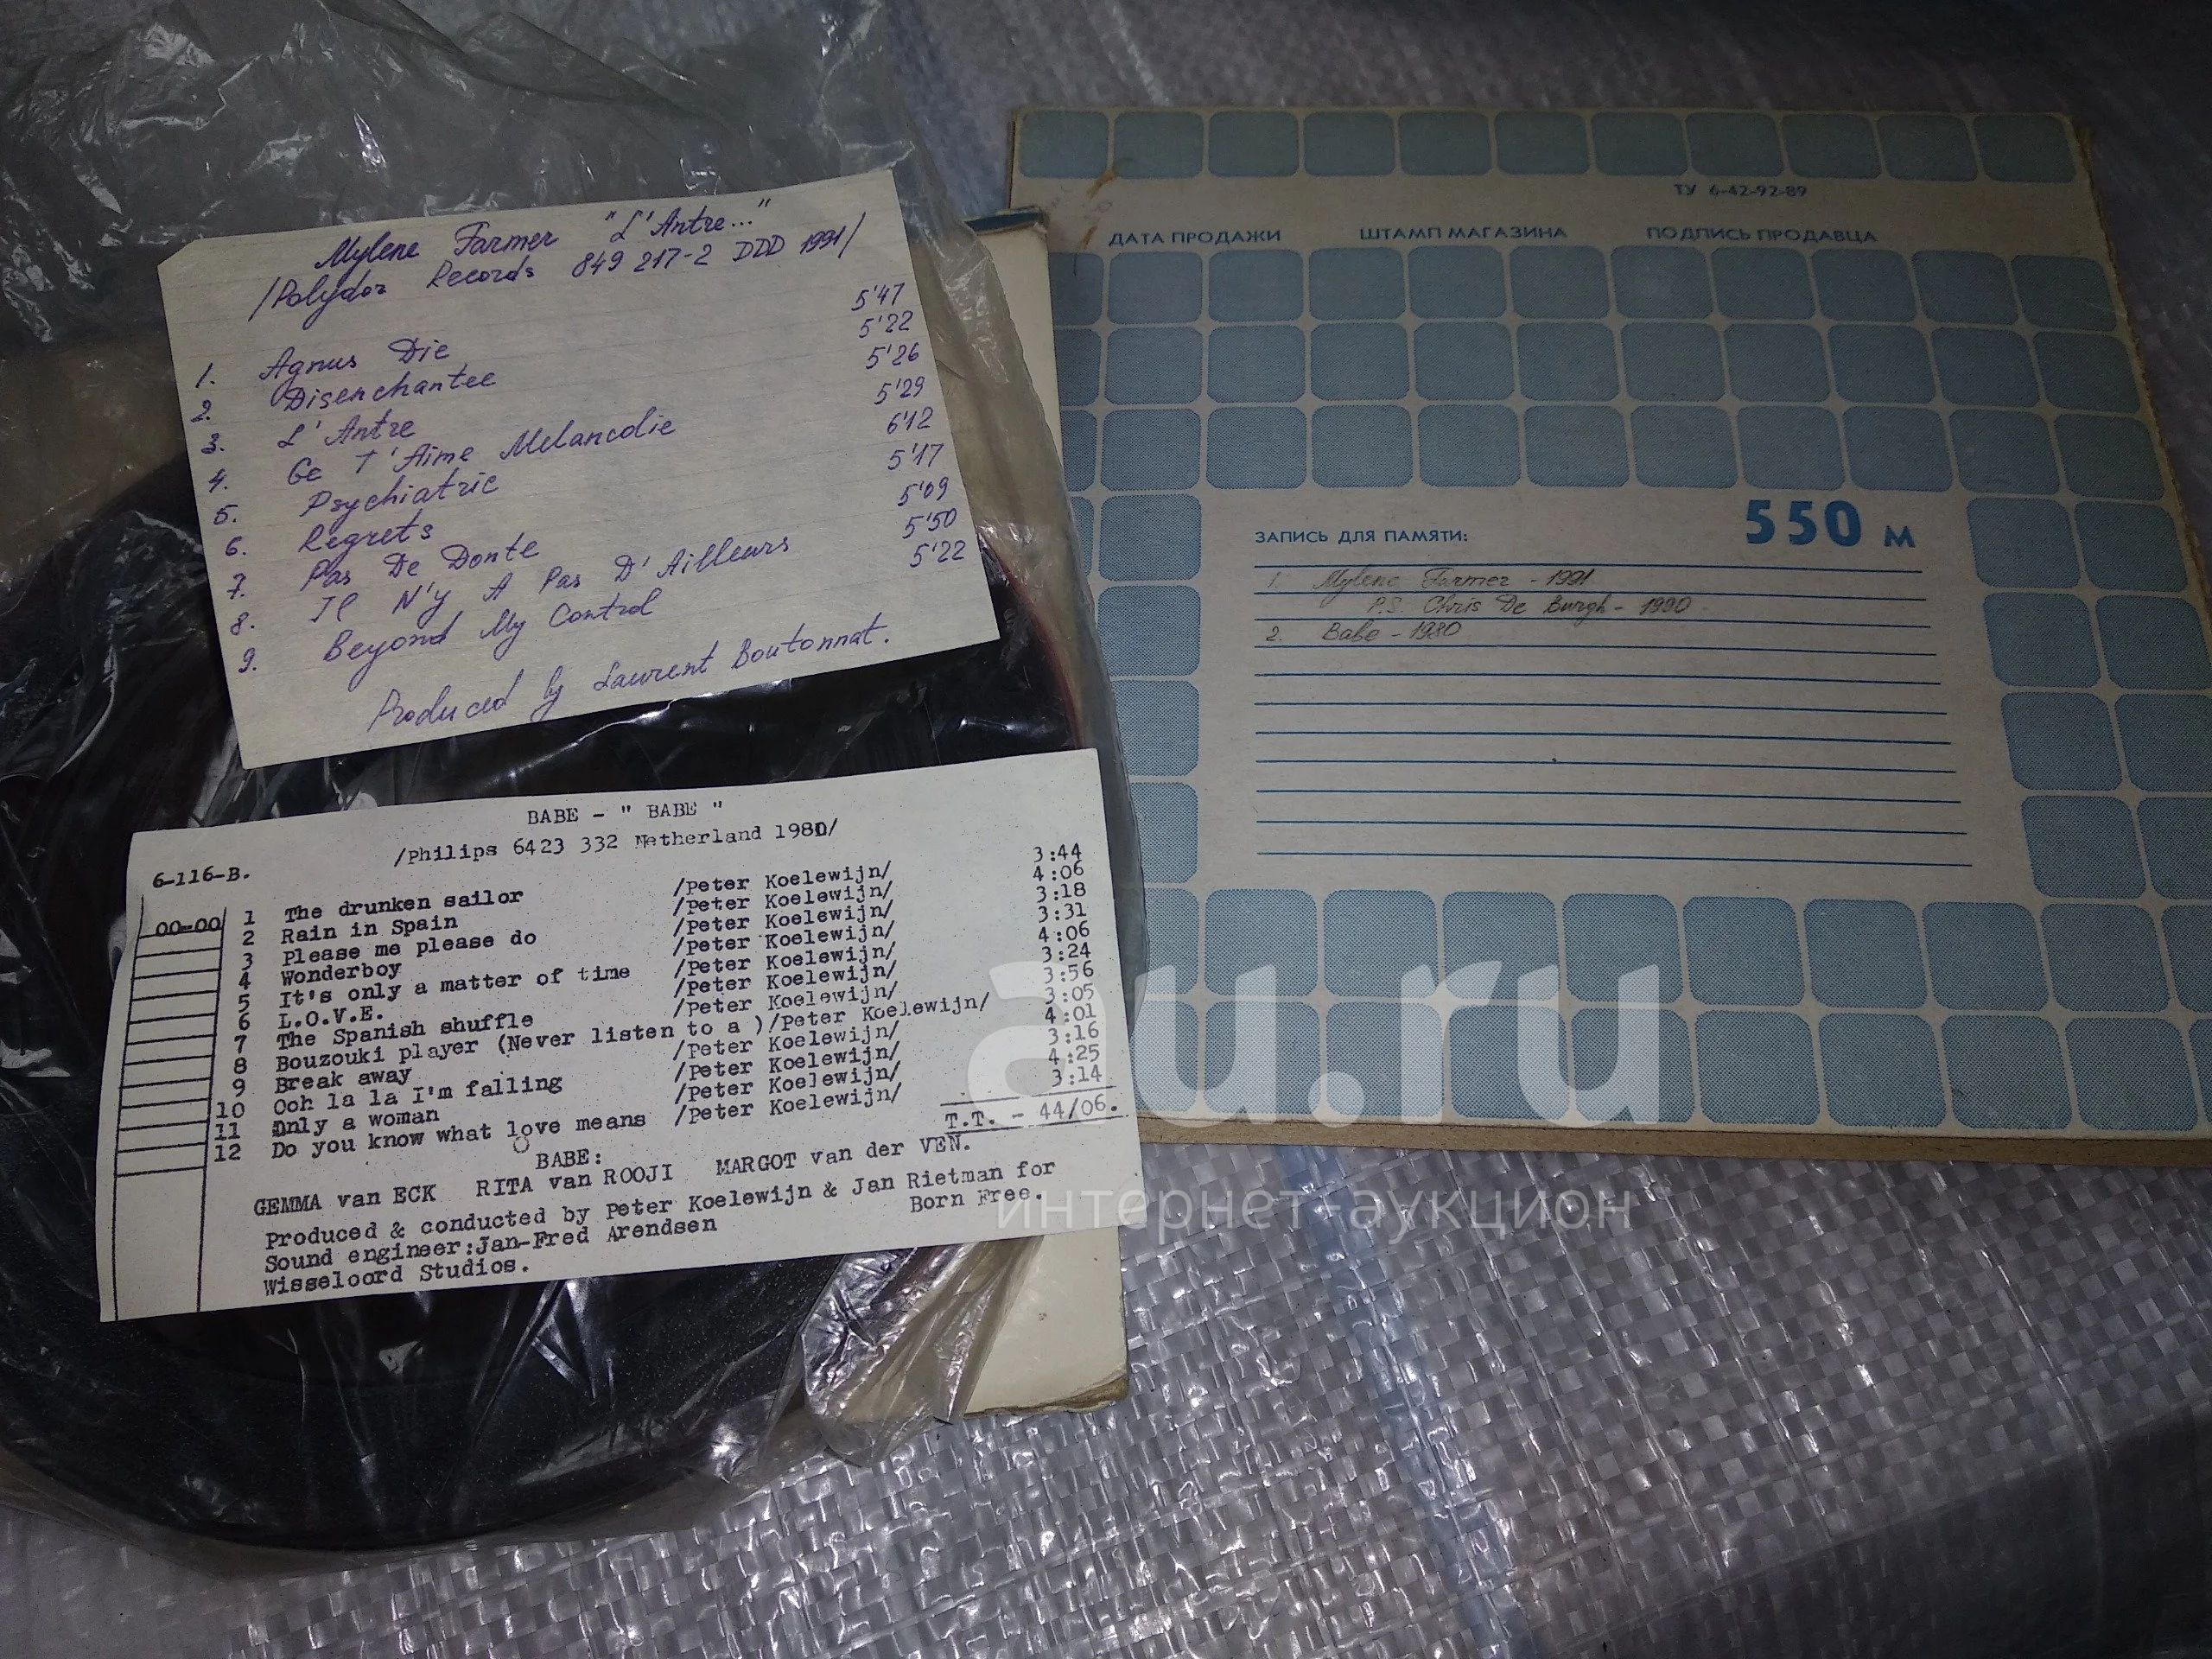 Mylene Farmer "L'Antre..."
/Polydor Records 849 217-2 DDD 1991/
1. Agnus Die 5'47
2. Disenchantee 5'22
3. L'Antre 5'26
4. Ge T'Aime Melancolie 5'29
5. Psychiatric 6'12
6. Regrets 5'17
7. Pas De Donte 5'09
8. Il N'y A Pas D'Ailleurs 5'50
9. Beyond My Control 5'22
Produced by Laurent Boutonnat.
BABE - " BABE "
/Philips 6423 332 Netherland 1980/
6-116-B.
00-00 1 The drunken sailor /Peter Koelewijn/ 3:44
2 Rain in Spain /Peter Koelewijn/ 4:06
3 Please me please do /Peter Koelewijn/ 3:18
4 Wonderboy /Peter Koelewijn/ 3:31
5 It's only a matter of time /Peter Koelewijn/ 4:06
6 L.O.V.E. /Peter Koelewijn/ 3:24
7 The Spanish shuffle /Peter Koelewijn/ 3:56
8 Bouzouki player (Never listen to a )/Peter Koelewijn/ 3:05
9 Break away /Peter Koelewijn/ 4:01
10 Ooh la la I'm falling /Peter Koelewijn/ 3:16
11 Only a woman /Peter Koelewijn/ 4:25
12 Do you know what love means /Peter Koelewijn/ 3:14
T.T. - 44/06.
BABE:
GEMMA van ECK RITA van ROOJI MARGOT van der VEN.
Produced & conducted by Peter Koelewijn & Jan Rietman for
Born Free.
Sound engineer:Jan-Fred Arendsen
Wisseloord Studios.
ТУ 6-42-92-89
ДАТА ПРОДАЖИ ШТАМП МАГАЗИНА ПОДПИСЬ ПРОДАВЦА
550 м
ЗАПИСЬ ДЛЯ ПАМЯТИ:
1. Mylene Farmer - 1991
P.S. Chris De Burgh - 1990
2. Babe - 1980
au.ru
интернет-аукцион